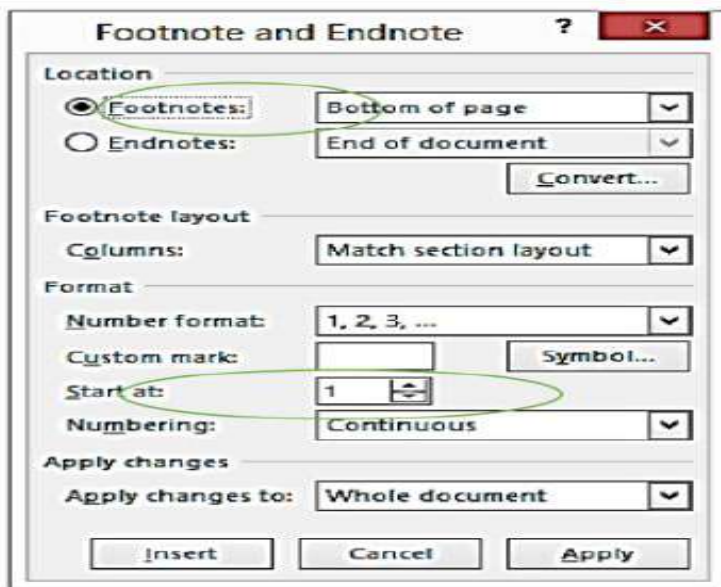 Footnote and Endnote ?
Location
Footnotes: Bottom of page
Endnotes: End of document
Convert...
Footnote layout
Columns: Match section layout
Format
Number format: 1, 2, 3, ...
Custom mark: Symbol...
Start at: 1
Numbering: Continuous
Apply changes
Apply changes to: Whole document
Insert Cancel Apply